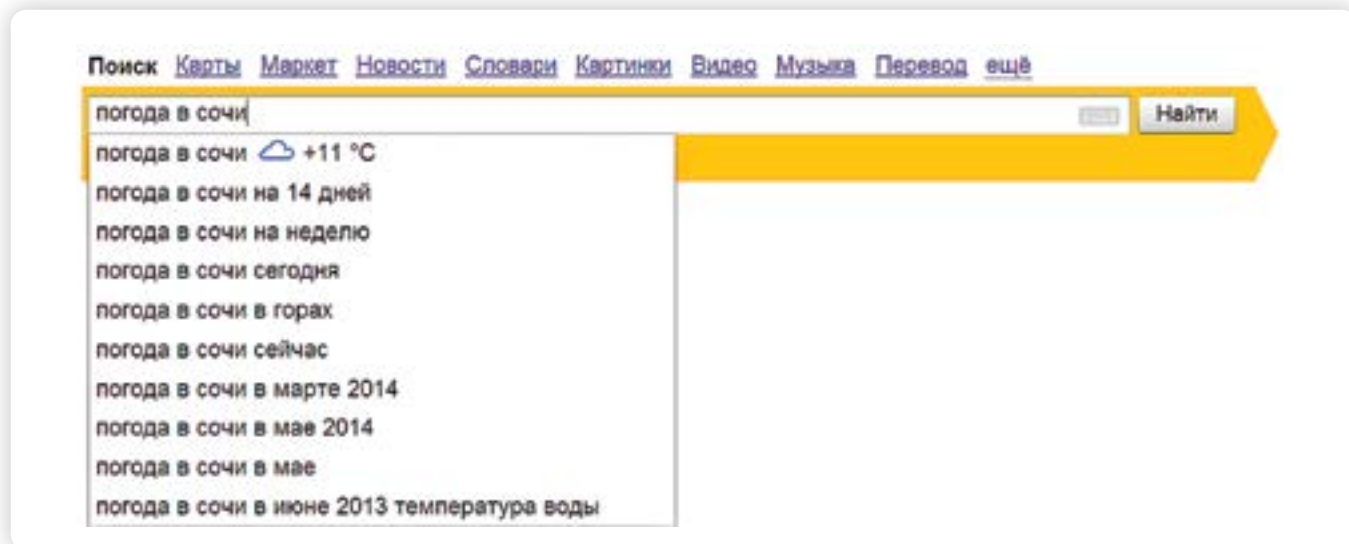 Поиск Карты Маркет Новости Словари Картинки Видео Музыка Перевод ещё
погода в сочи Найти
погода в сочи +11 °C
погода в сочи на 14 дней
погода в сочи на неделю
погода в сочи сегодня
погода в сочи в горах
погода в сочи сейчас
погода в сочи в марте 2014
погода в сочи в мае 2014
погода в сочи в мае
погода в сочи в июне 2013 температура воды